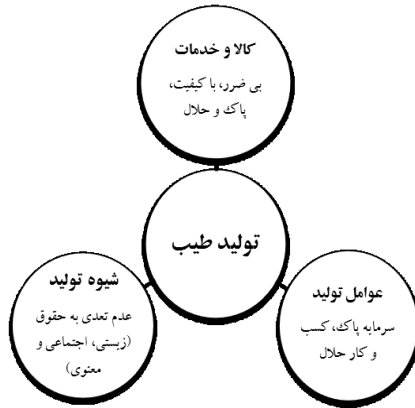 کالا و خدمات
بی ضرر، با کیفیت،
پاک و حلال
تولید طیب
عوامل تولید
سرمایه پاک، کسب
و کار حلال
شیوه تولید
عدم تعدی به حقوق
(زیستی، اجتماعی و
معنوی)